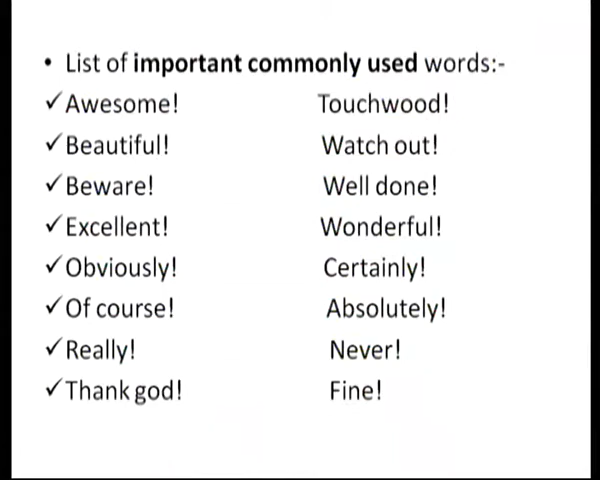 • List of important commonly used words:-
✓Awesome! Touchwood!
✓Beautiful! Watch out!
✓Beware! Well done!
✓Excellent! Wonderful!
✓Obviously! Certainly!
✓Of course! Absolutely!
✓Really! Never!
✓Thank god! Fine!